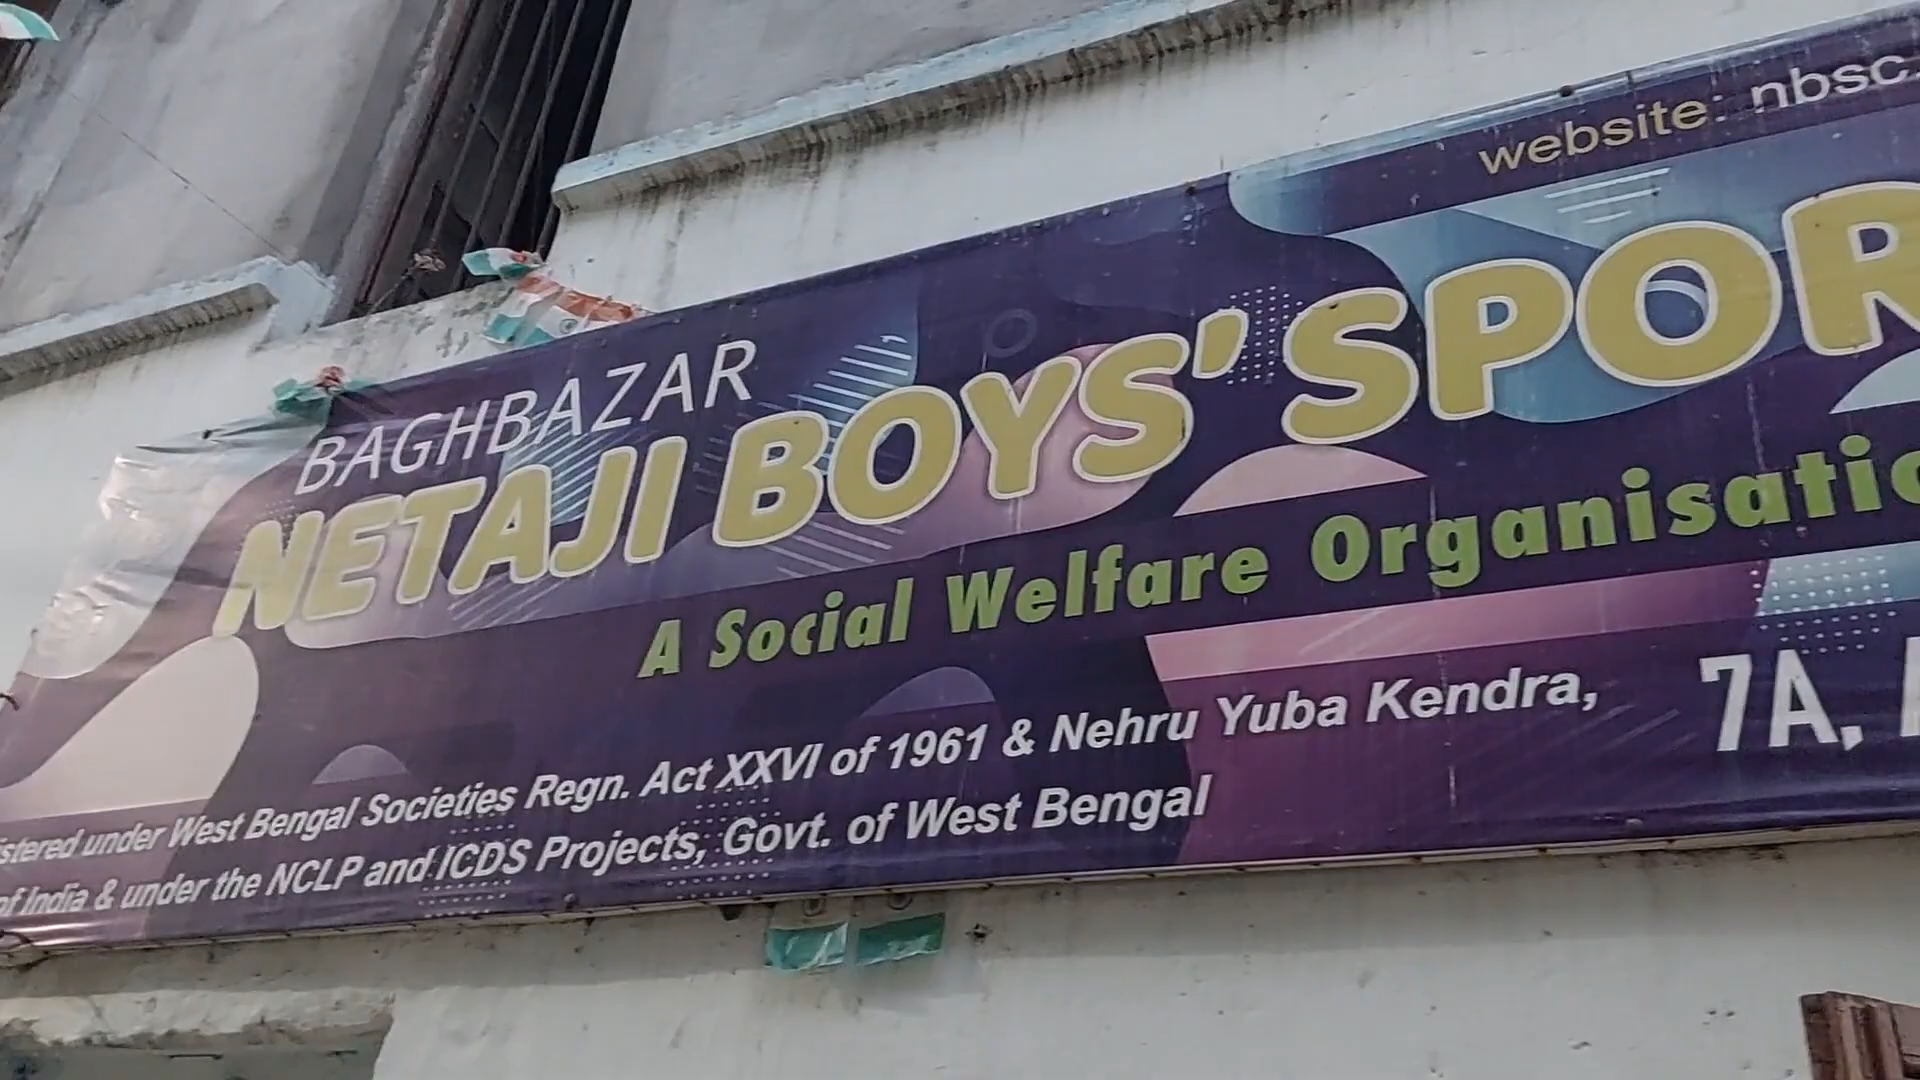 website: nbsc.
BAGHBAZAR
NETAJI BOYS' SPOR
A Social Welfare Organisatio
istered under West Bengal Societies Regn. Act XXVI of 1961 & Nehru Yuba Kendra,
of India & under the NCLP and ICDS Projects, Govt. of West Bengal
7A,